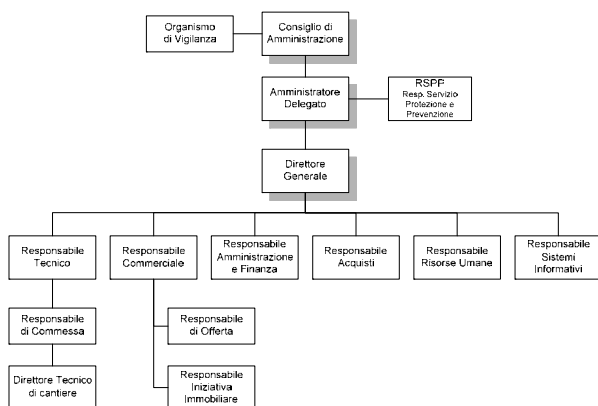 Organismo
di Vigilanza
Consiglio di
Amministrazione
Amministratore
Delegato
RSPP
Resp. Servizio
Protezione e
Prevenzione
Direttore
Generale
Responsabile
Tecnico
Responsabile
Commerciale
Responsabile
Amministrazione
e Finanza
Responsabile
Acquisti
Responsabile
Risorse Umane
Responsabile
Sistemi
Informativi
Responsabile
di Commessa
Responsabile
di Offerta
Direttore Tecnico
di cantiere
Responsabile
Iniziativa
Immobiliare